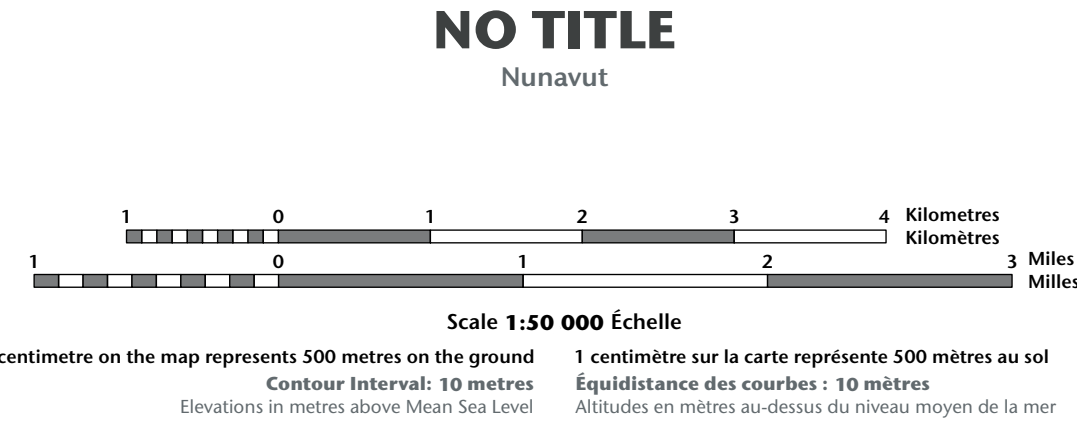 NO TITLE
Nunavut
1 0 1 2 3 4 Kilometres
Kilomètres
1 0 1 2 3 Miles
Milles
Scale 1:50 000 Échelle
centimetre on the map represents 500 metres on the ground
1 centimètre sur la carte représente 500 mètres au sol
Contour Interval: 10 metres
Équidistance des courbes : 10 mètres
Elevations in metres above Mean Sea Level
Altitudes en mètres au-dessus du niveau moyen de la mer